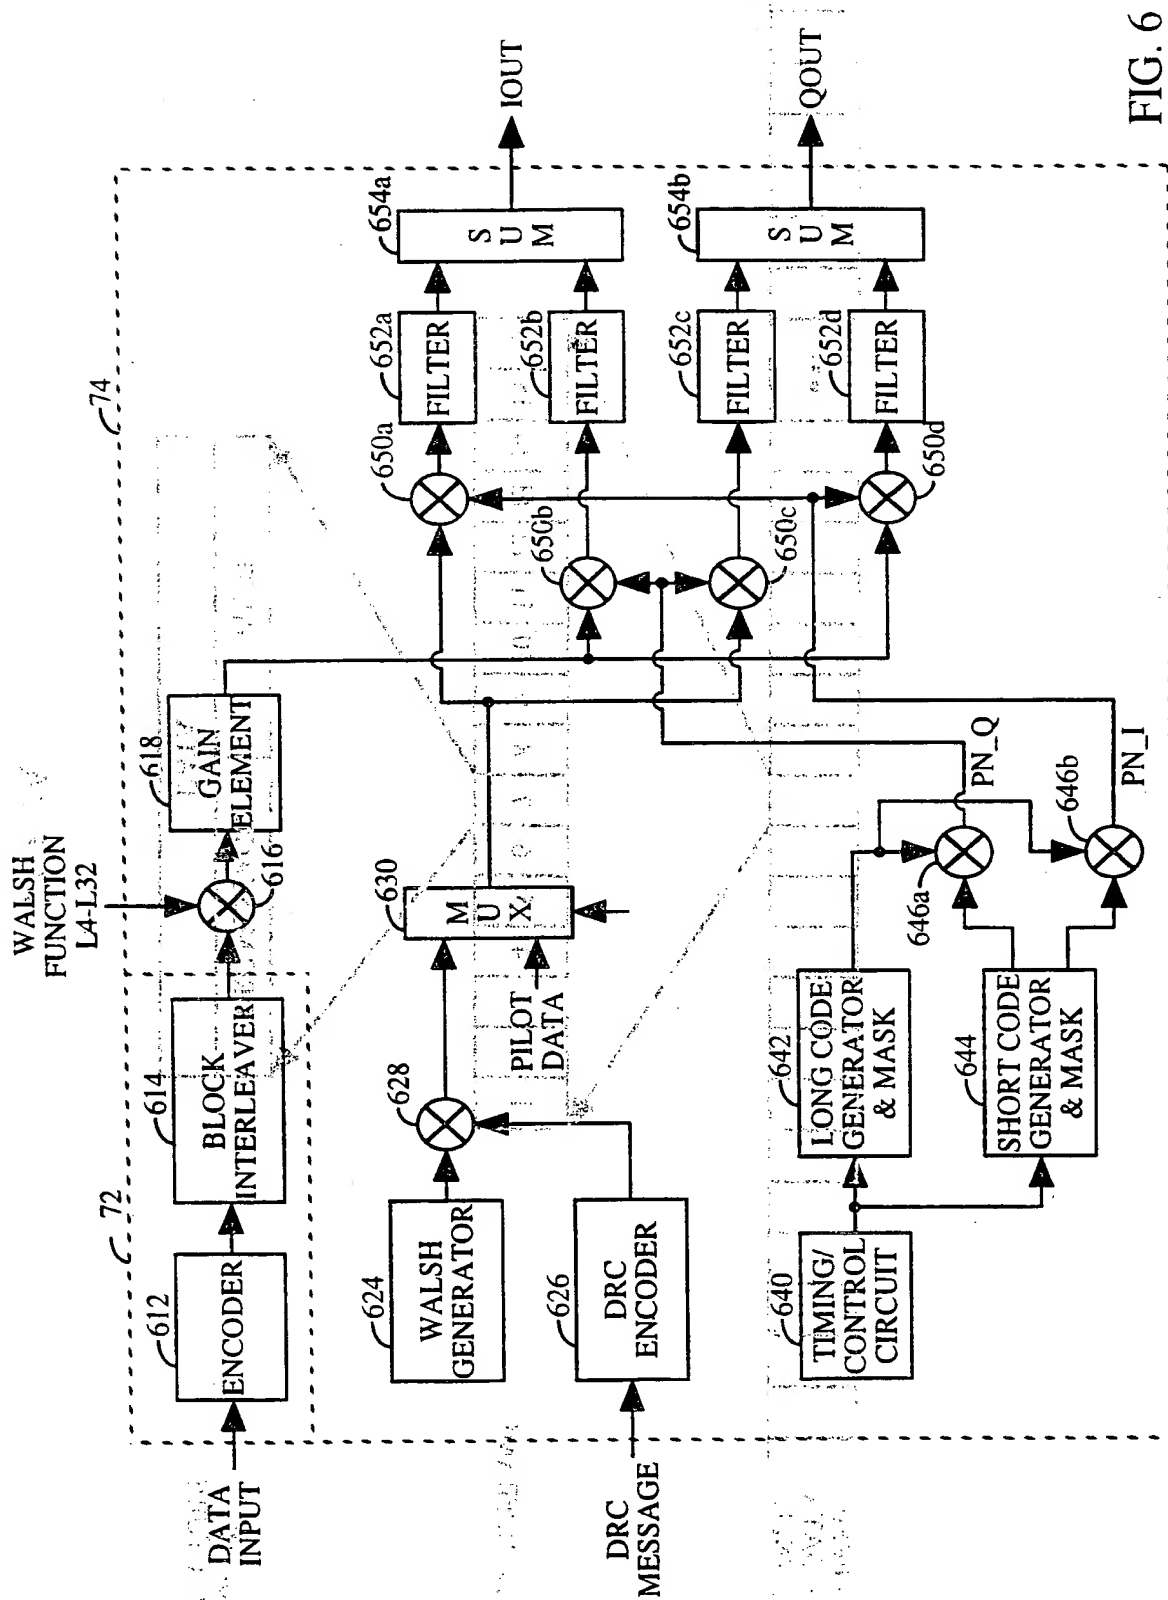 74
72
WALSH
FUNCTION
L4-L32
DATA
INPUT
612
ENCODER
614
BLOCK
INTERLEAVER
616
618
GAIN
ELEMENT
624
WALSH
GENERATOR
628
630
M
U
X
PILOT
DATA
DRC
MESSAGE
626
DRC
ENCODER
640
TIMING/
CONTROL
CIRCUIT
642
LONG CODE
GENERATOR
& MASK
644
SHORT CODE
GENERATOR
& MASK
646a
646b
PN_Q
PN_I
650a
650b
650c
650d
652a
FILTER
652b
FILTER
652c
FILTER
652d
FILTER
654a
S
U
M
654b
S
U
M
IOUT
QOUT
FIG. 6